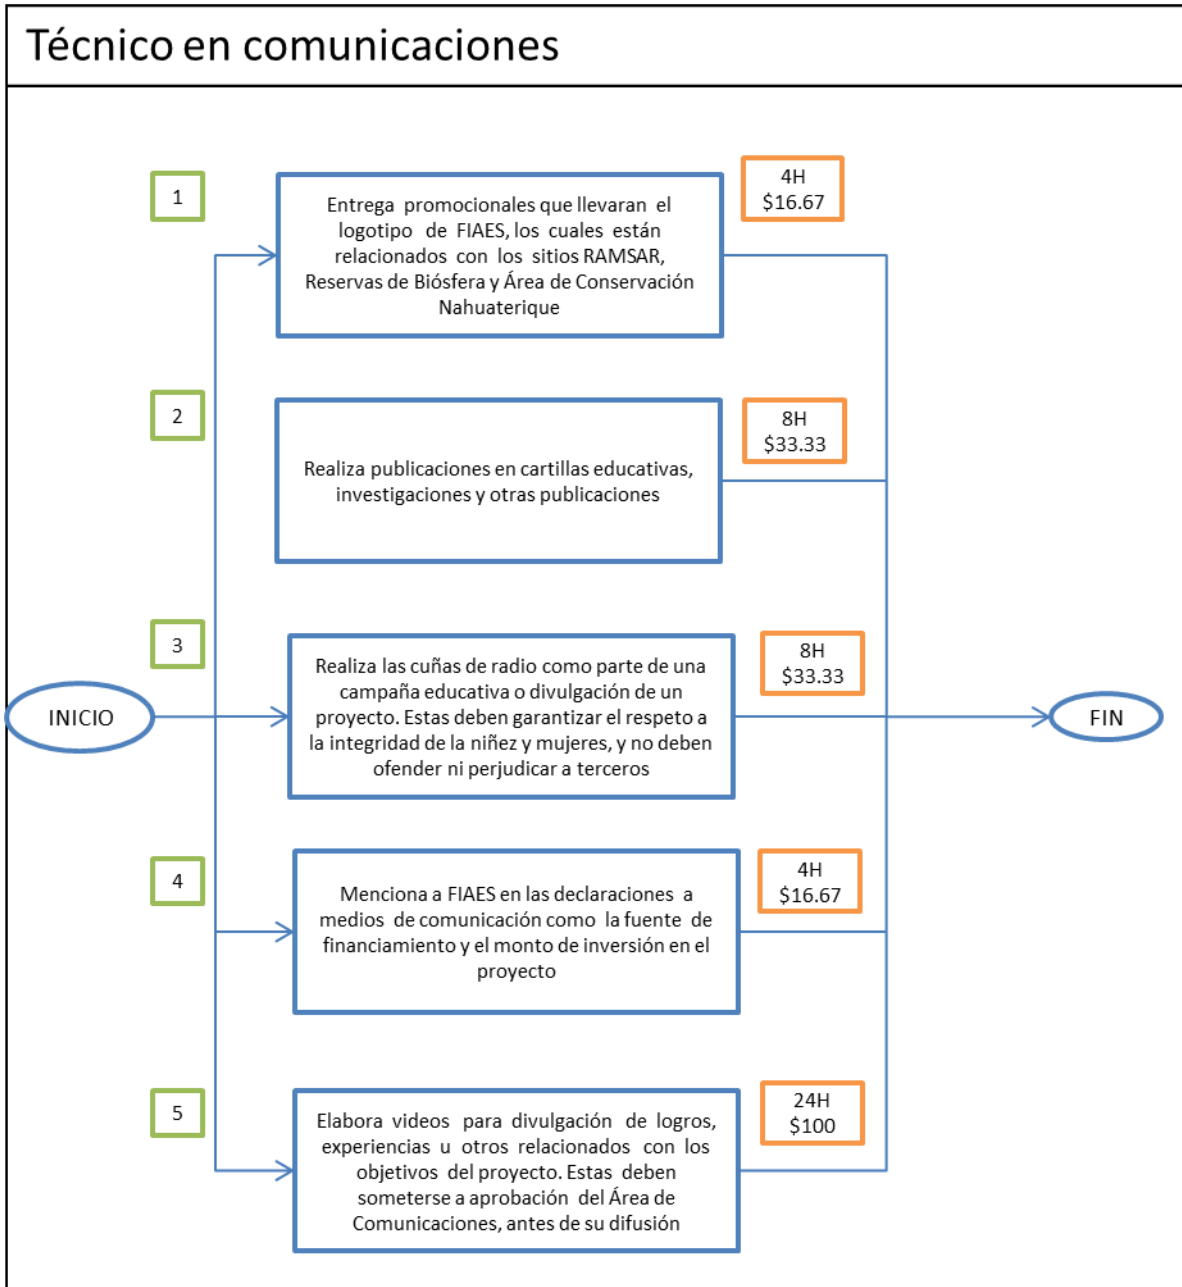 Técnico en comunicaciones
1
Entrega promocionales que llevaran el
logotipo de FIAES, los cuales están
relacionados con los sitios RAMSAR,
Reservas de Biósfera y Área de Conservación
Nahuaterique
4H
$16.67
2
Realiza publicaciones en cartillas educativas,
investigaciones y otras publicaciones
8H
$33.33
3
Realiza las cuñas de radio como parte de una
campaña educativa o divulgación de un
proyecto. Estas deben garantizar el respeto a
la integridad de la niñez y mujeres, y no deben
ofender ni perjudicar a terceros
8H
$33.33
INICIO
FIN
4
Menciona a FIAES en las declaraciones a
medios de comunicación como la fuente de
financiamiento y el monto de inversión en el
proyecto
4H
$16.67
5
Elabora videos para divulgación de logros,
experiencias u otros relacionados con los
objetivos del proyecto. Estas deben
someterse a aprobación del Área de
Comunicaciones, antes de su difusión
24H
$100